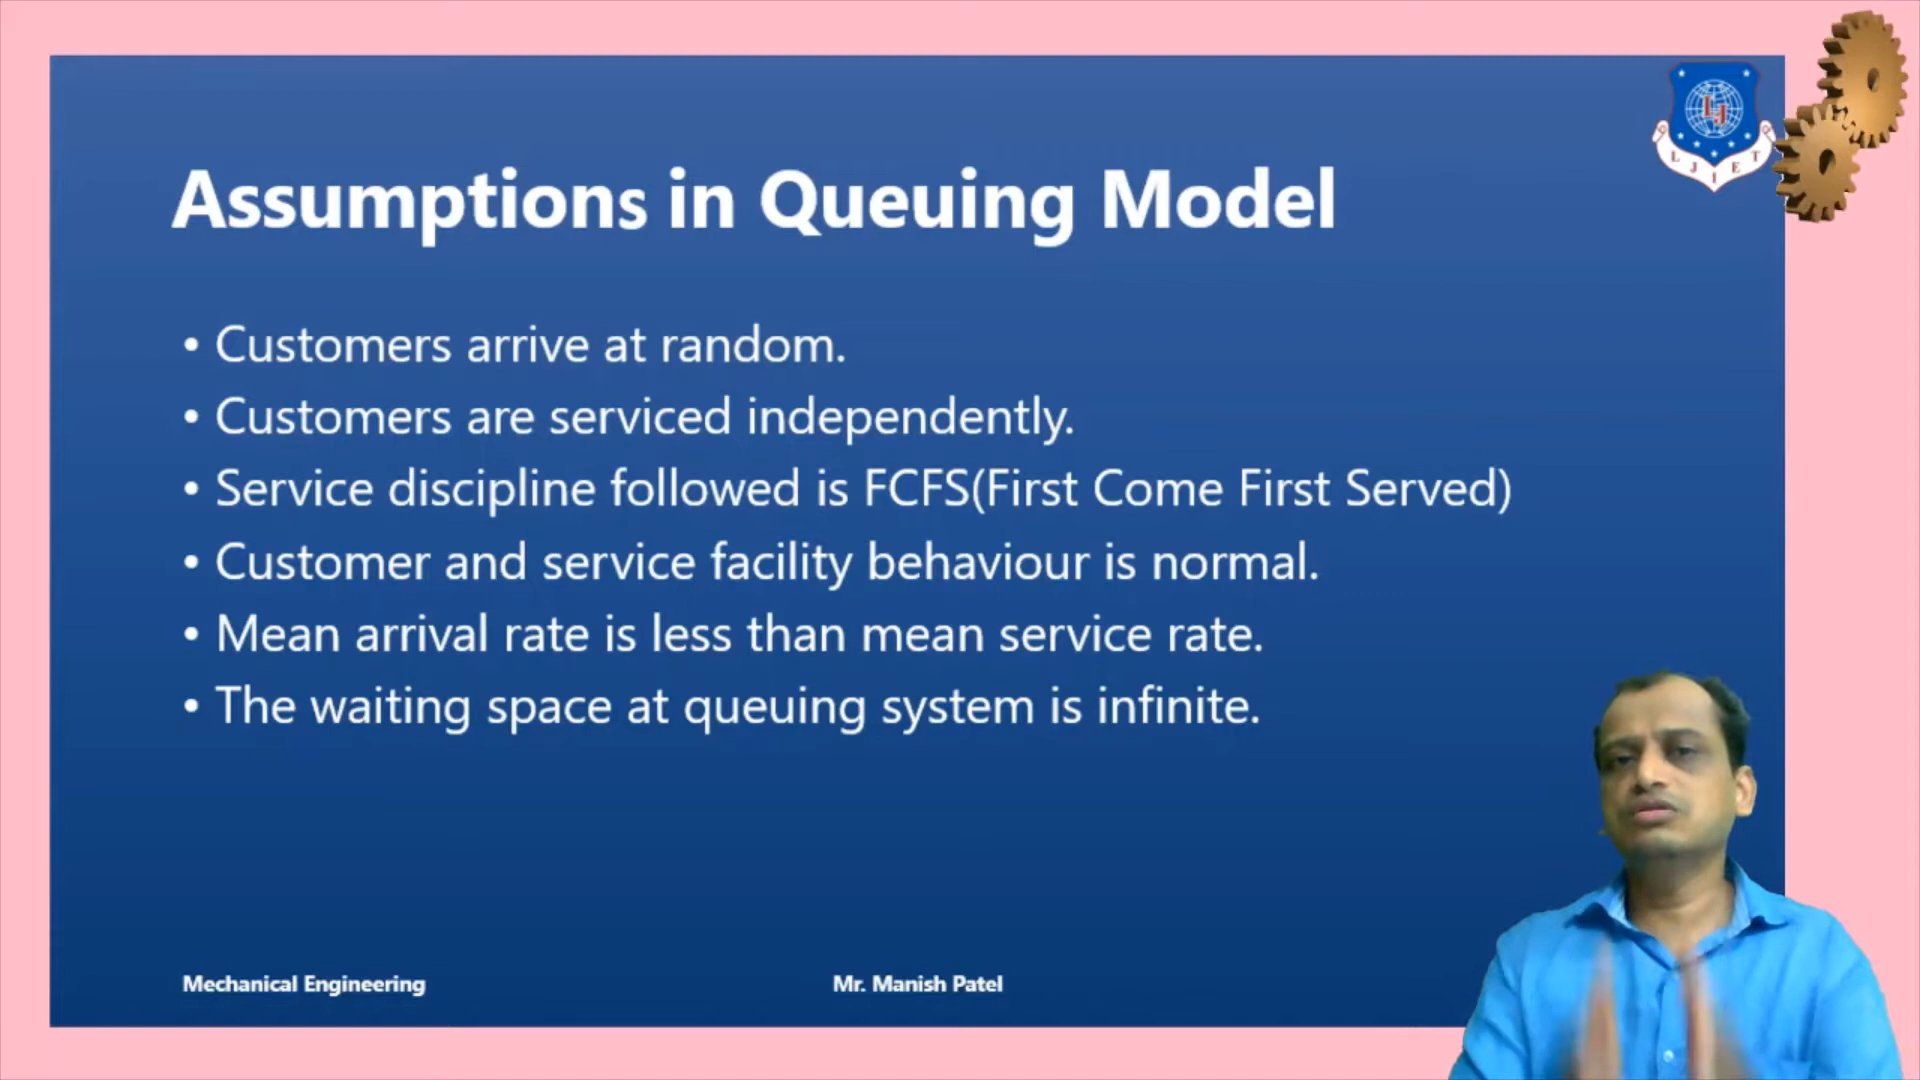 Assumptions in Queuing Model
• Customers arrive at random.
• Customers are serviced independently.
• Service discipline followed is FCFS(First Come First Served)
• Customer and service facility behaviour is normal.
• Mean arrival rate is less than mean service rate.
• The waiting space at queuing system is infinite.
Mechanical Engineering
Mr. Manish Patel
LJ
LJIET